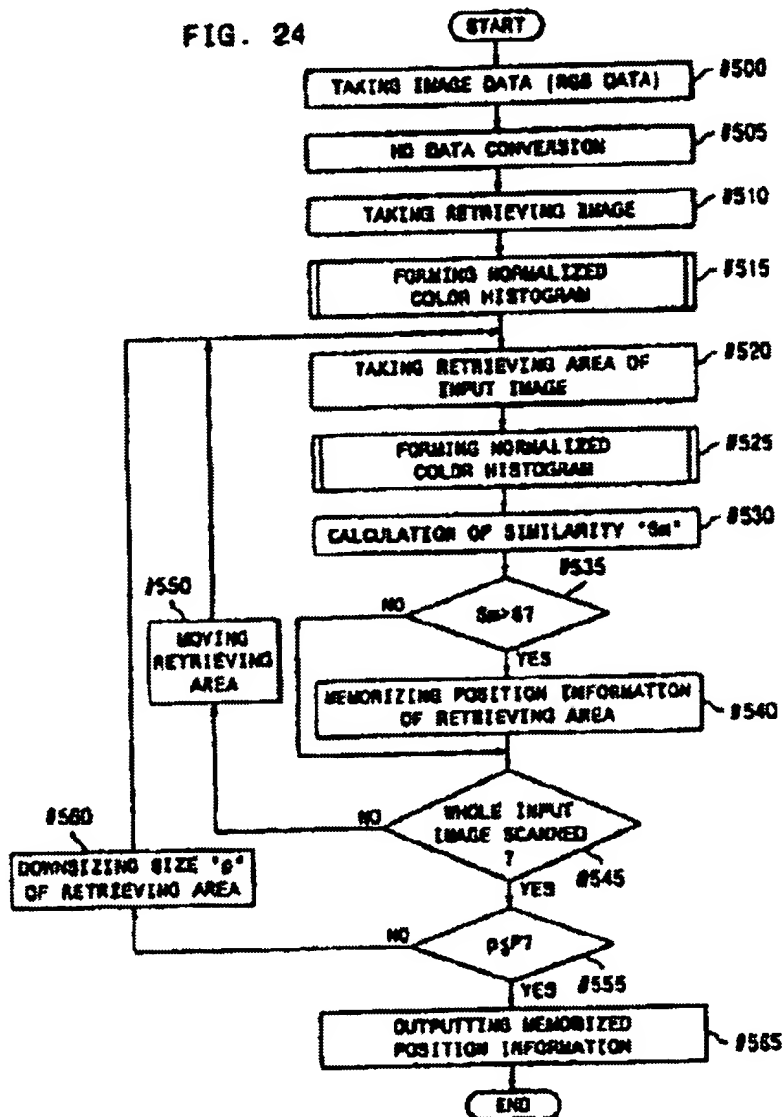 FIG. 24
START
TAKING IMAGE DATA (RGB DATA)
#500
HD DATA CONVERSION
#505
TAKING RETRIEVING IMAGE
#510
FORMING NORMALIZED
COLOR HISTOGRAM
#515
TAKING RETRIEVING AREA OF
INPUT IMAGE
#520
FORMING NORMALIZED
COLOR HISTOGRAM
#525
CALCULATION OF SIMILARITY "Sm"
#530
#535
NO
YES
MEMORIZING POSITION INFORMATION
OF RETRIEVING AREA
#540
#550
MOVING
RETRIEVING
AREA
WHOLE INPUT
IMAGE SCANNED
?
NO
#545
YES
#560
DOWNSIZING SIZE "p"
OF RETRIEVING AREA
NO
#555
YES
OUTPUTTING MEMORIZED
POSITION INFORMATION
#565
END